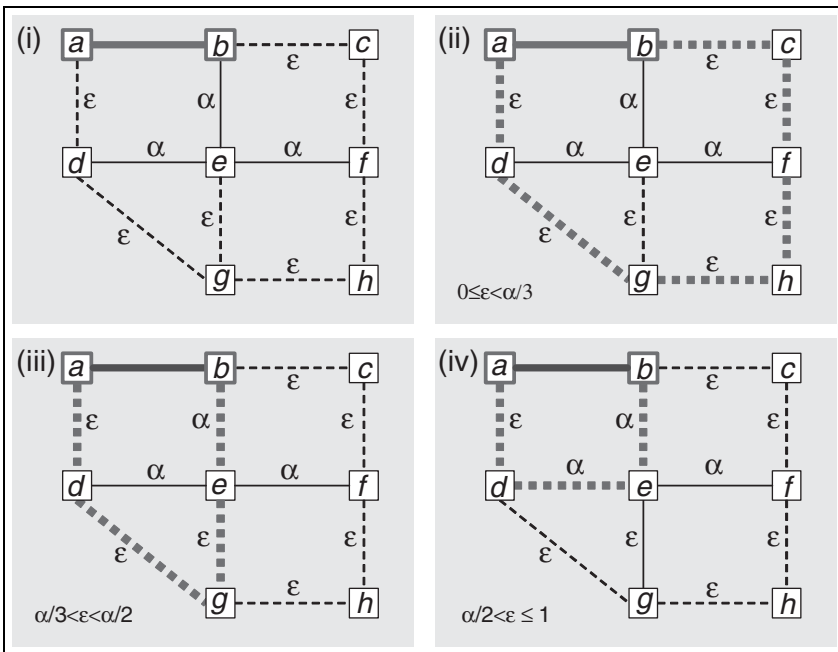 (i)
a b c
ε
ε α ε
α α
d e f
ε ε ε
ε
g h
(ii)
a b c
ε
ε α ε
α α
d e f
ε ε ε
ε
g h
0≤ε<α/3
(iii)
a b c
ε
ε α ε
α α
d e f
ε ε ε
ε
g h
α/3<ε<α/2
(iv)
a b c
ε
ε α ε
α α
d e f
ε ε ε
ε
g h
α/2<ε ≤ 1